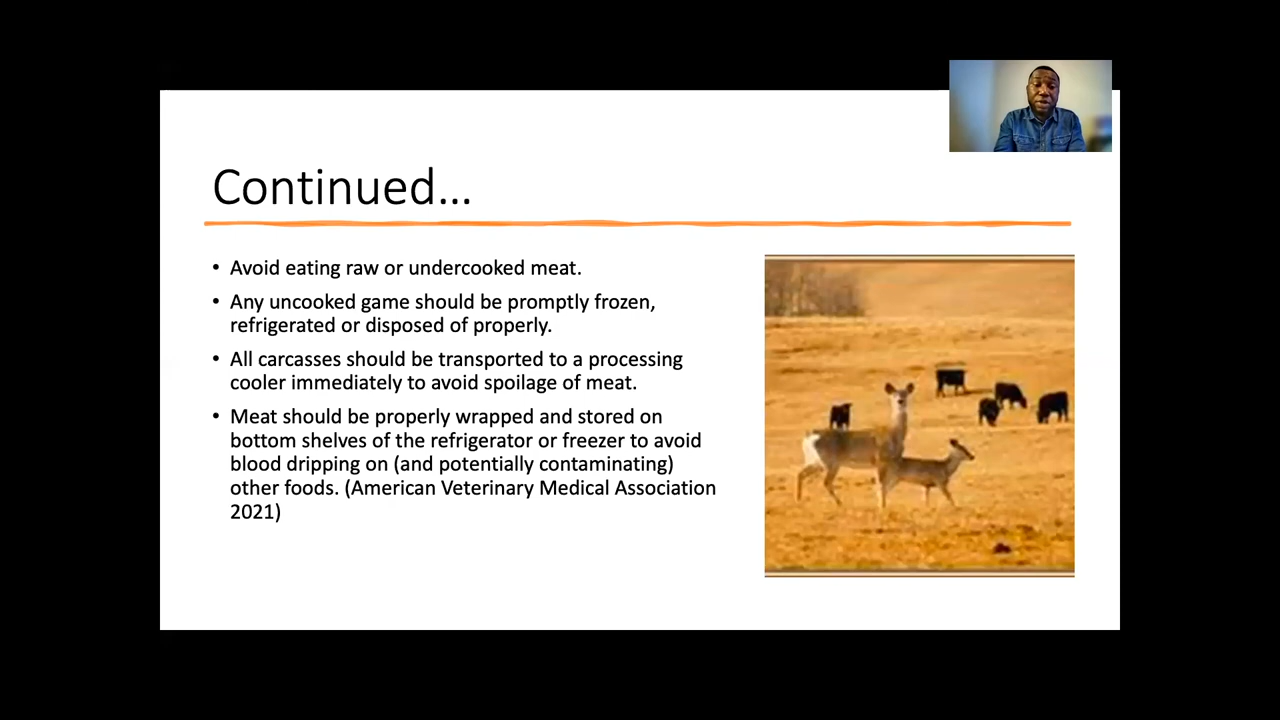 Continued...
• Avoid eating raw or undercooked meat.
• Any uncooked game should be promptly frozen,
refrigerated or disposed of properly.
• All carcasses should be transported to a processing
cooler immediately to avoid spoilage of meat.
• Meat should be properly wrapped and stored on
bottom shelves of the refrigerator or freezer to avoid
blood dripping on (and potentially contaminating)
other foods. (American Veterinary Medical Association
2021)